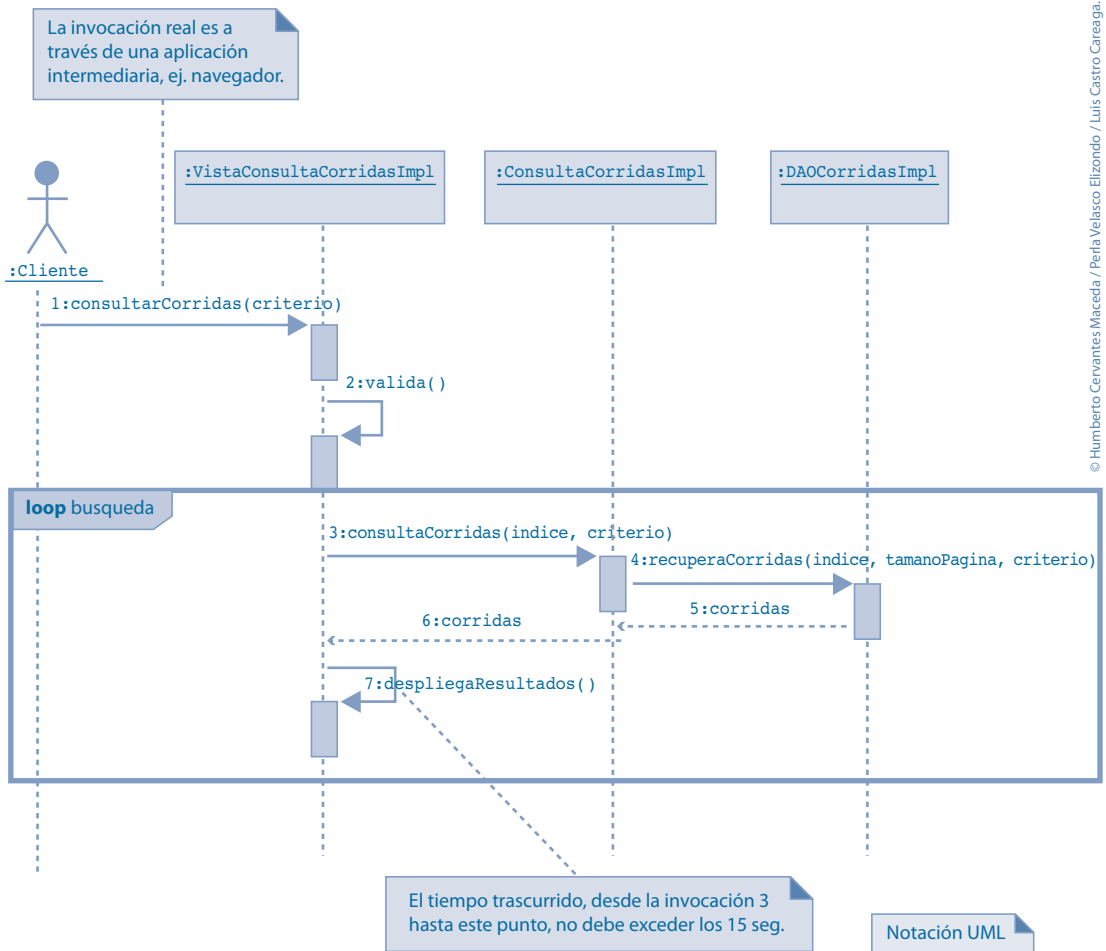 La invocación real es a
través de una aplicación
intermediaria, ej. navegador.
© Humberto Cervantes Maceda / Perla Velasco Elizondo / Luis Castro Careaga.
:VistaConsultaCorridasImpl
:ConsultaCorridasImpl
:DAOCorridasImpl
:Cliente
1:consultarCorridas(criterio)
2:valida()
loop busqueda
3:consultaCorridas(indice, criterio)
4:recuperaCorridas(indice, tamanoPagina, criterio)
5:corridas
6:corridas
7:despliegaResultados()
El tiempo trascurrido, desde la invocación 3
hasta este punto, no debe exceder los 15 seg.
Notación UML